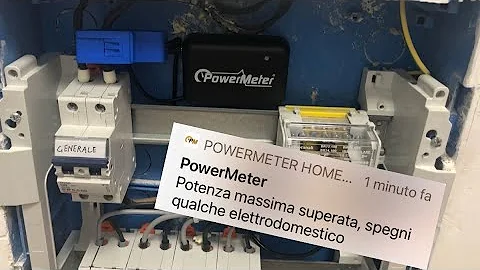 PowerMeter
GENERALE
POWERMETER HOME... 1 minuto fa
PowerMeter
Potenza massima superata, spegni
qualche elettrodomestico